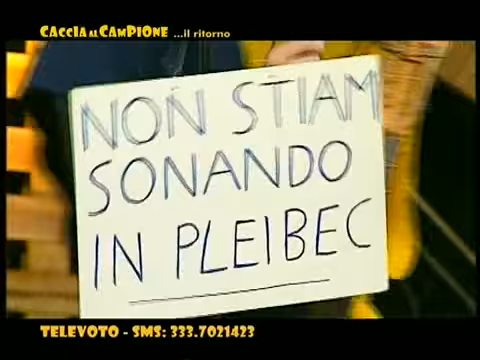 CACCIA AL CAMPIONE ...il ritorno
NON STIAM
SONANDO
IN PLEIBEC
TELEVOTO - SMS: 333.7021423